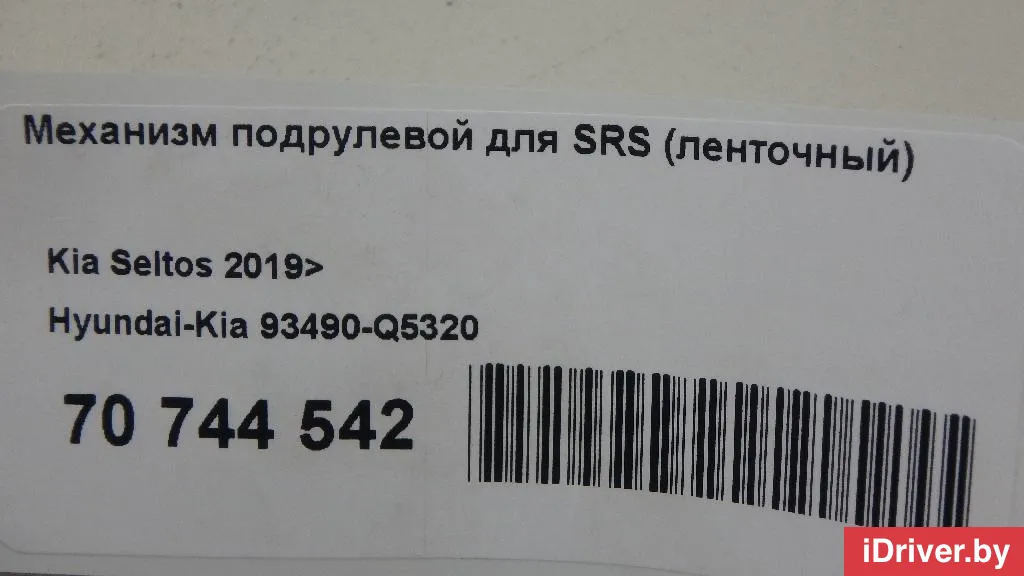 Механизм подрулевой для SRS (ленточный)
Kia Seltos 2019>
Hyundai-Kia 93490-Q5320
70 744 542
iDriver.by